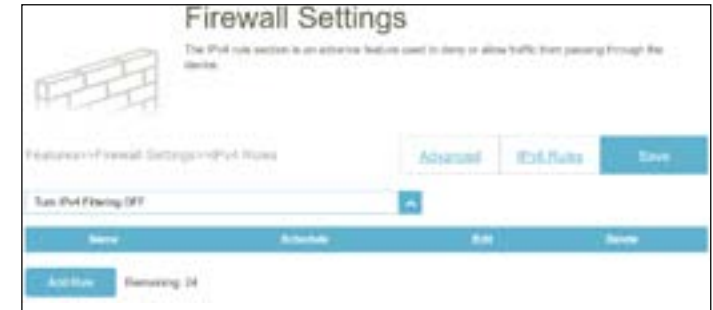 Firewall Settings
The IPv4 rule section is an advance feature used to deny or allow traffic from passing through the
device.
Features>>Firewall Settings>>IPv4 Rules
Advanced
Save
Turn IPv4 Filtering OFF
Name Schedule Edit Delete
Add Rule Remaining: 24